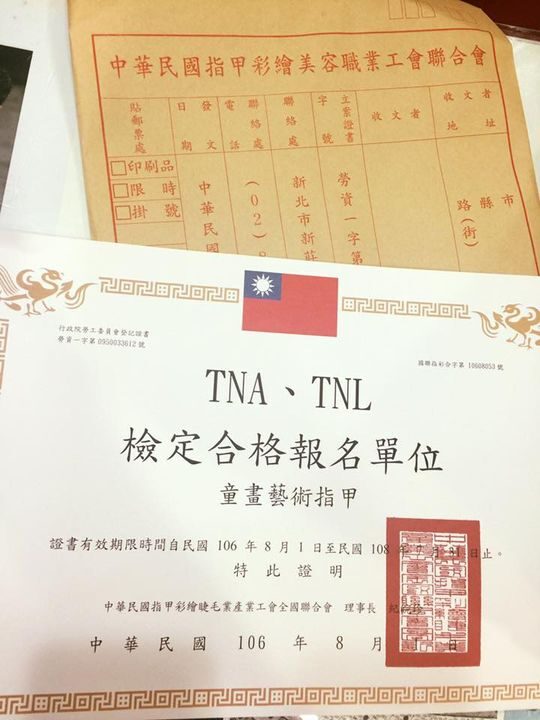 中華民國指甲彩繪美容職業工會聯合會
貼郵票處
發文日期
聯絡處電話
聯絡處
立案證書字號
收文者
收文者地址
印刷品
限時
掛號
中華民國
(02)
新北市新莊
勞資一字第
路(街)
市縣
行政院勞工委員會登記證書
勞資一字第 0950033612 號
國聯指彩合字第 10608053 號
TNA、TNL
檢定合格報名單位
童畫藝術指甲
證書有效期限時間自民國 106 年 8 月 1 日至民國 108 年 7 月 31 日止。
特此證明
中華民國指甲彩繪睫毛業產業工會全國聯合會 理事長
中華民國 106 年 8 月 1 日